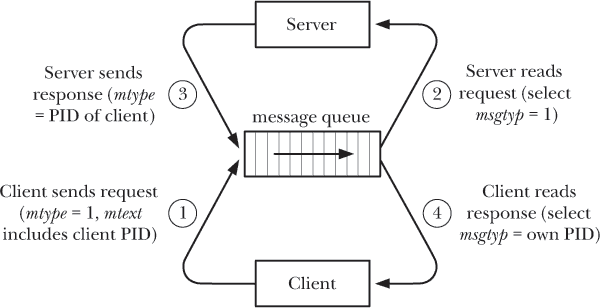 Server
Server sends
response (mtype
= PID of client)
3
2
Server reads
request (select
msgtyp = 1)
message queue
Client sends request
(mtype = 1, mtext
includes client PID)
1
4
Client reads
response (select
msgtyp = own PID)
Client